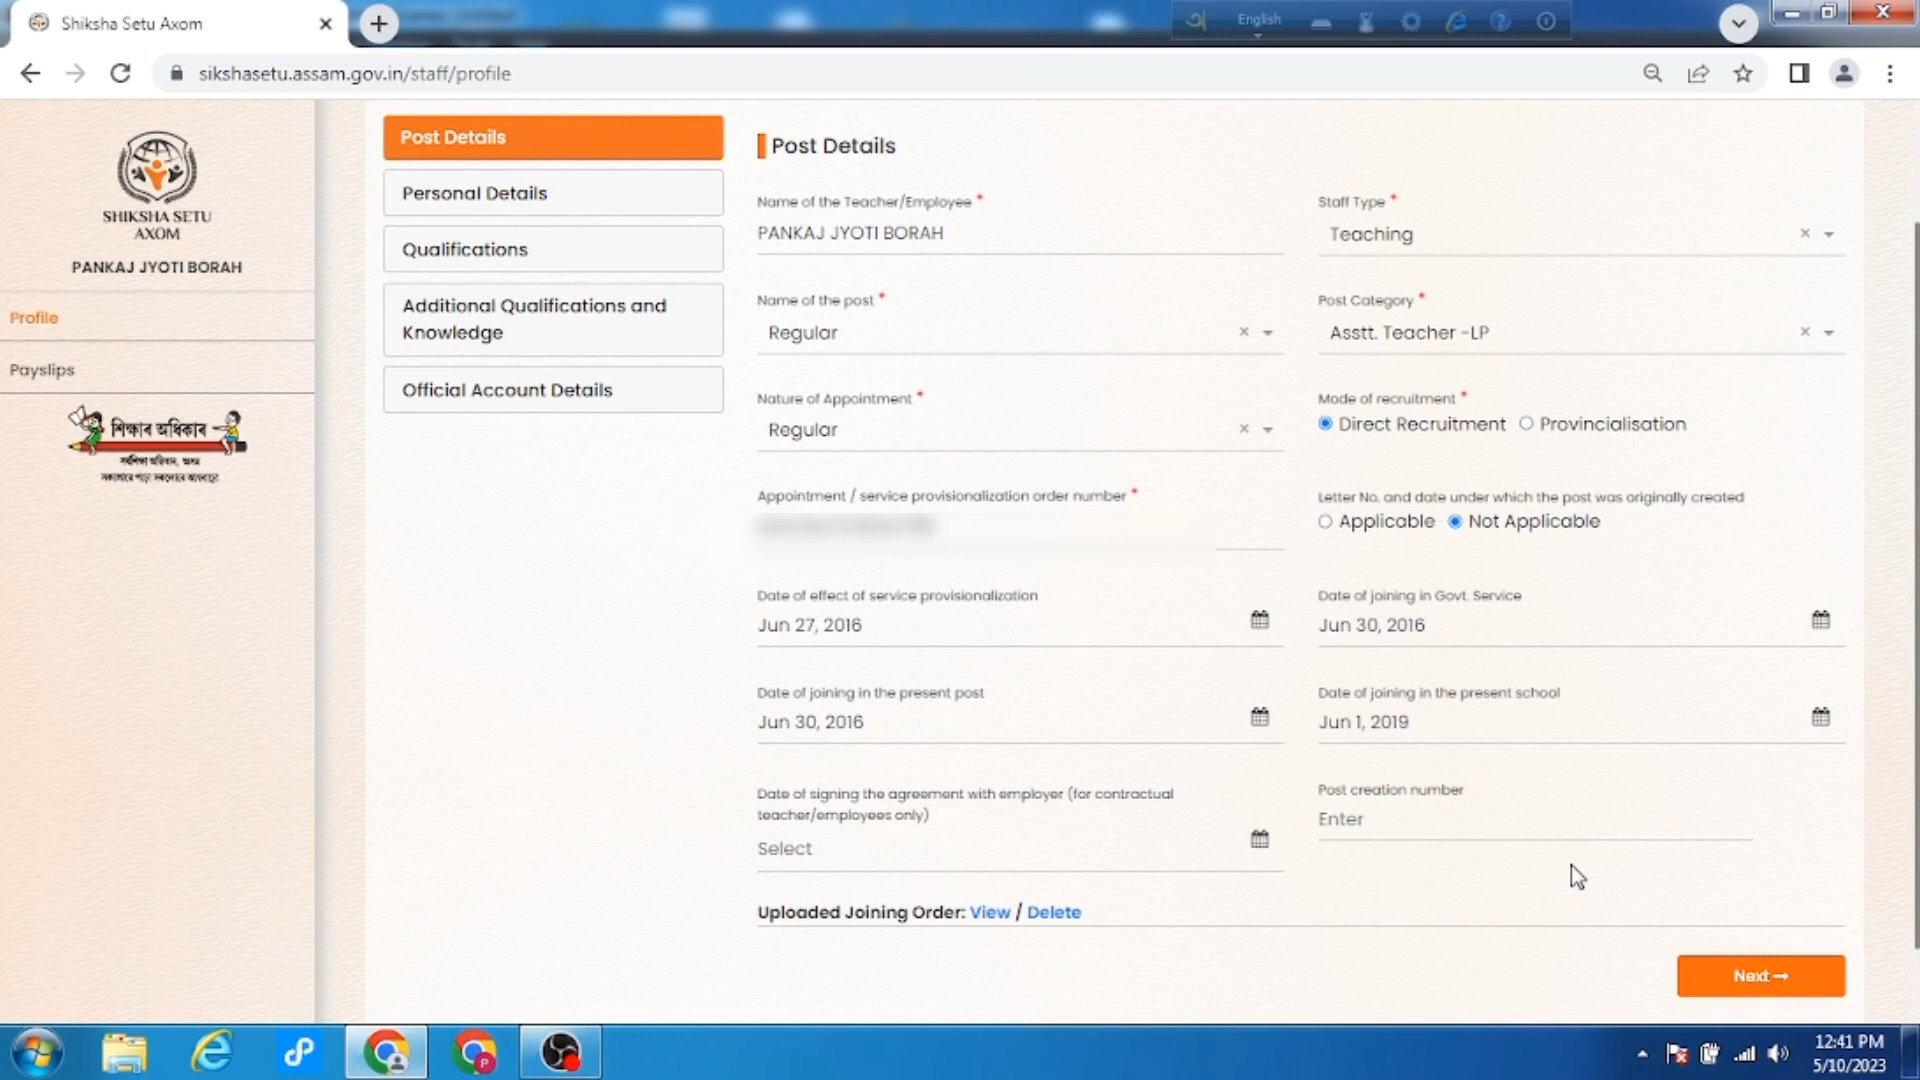 Shiksha Setu Axom
English
sikshasetu.assam.gov.in/staff/profile
SHIKSHA SETU
AXOM
PANKAJ JYOTI BORAH
Profile
Payslips
শিক্ষাৰ অধিকাৰ
Post Details
Personal Details
Qualifications
Additional Qualifications and
Knowledge
Official Account Details
Post Details
Name of the Teacher/Employee *
PANKAJ JYOTI BORAH
Staff Type *
Teaching
Name of the post *
Regular
Post Category *
Asstt. Teacher -LP
Nature of Appointment *
Regular
Mode of recruitment *
Direct Recruitment Provincialisation
Appointment / service provisionalization order number *
Letter No. and date under which the post was originally created
Applicable Not Applicable
Date of effect of service provisionalization
Jun 27, 2016
Date of joining in Govt. Service
Jun 30, 2016
Date of joining in the present post
Jun 30, 2016
Date of joining in the present school
Jun 1, 2019
Date of signing the agreement with employer (for contractual
teacher/employees only)
Select
Post creation number
Enter
Uploaded Joining Order: View / Delete
Next →
12:41 PM
5/10/2023